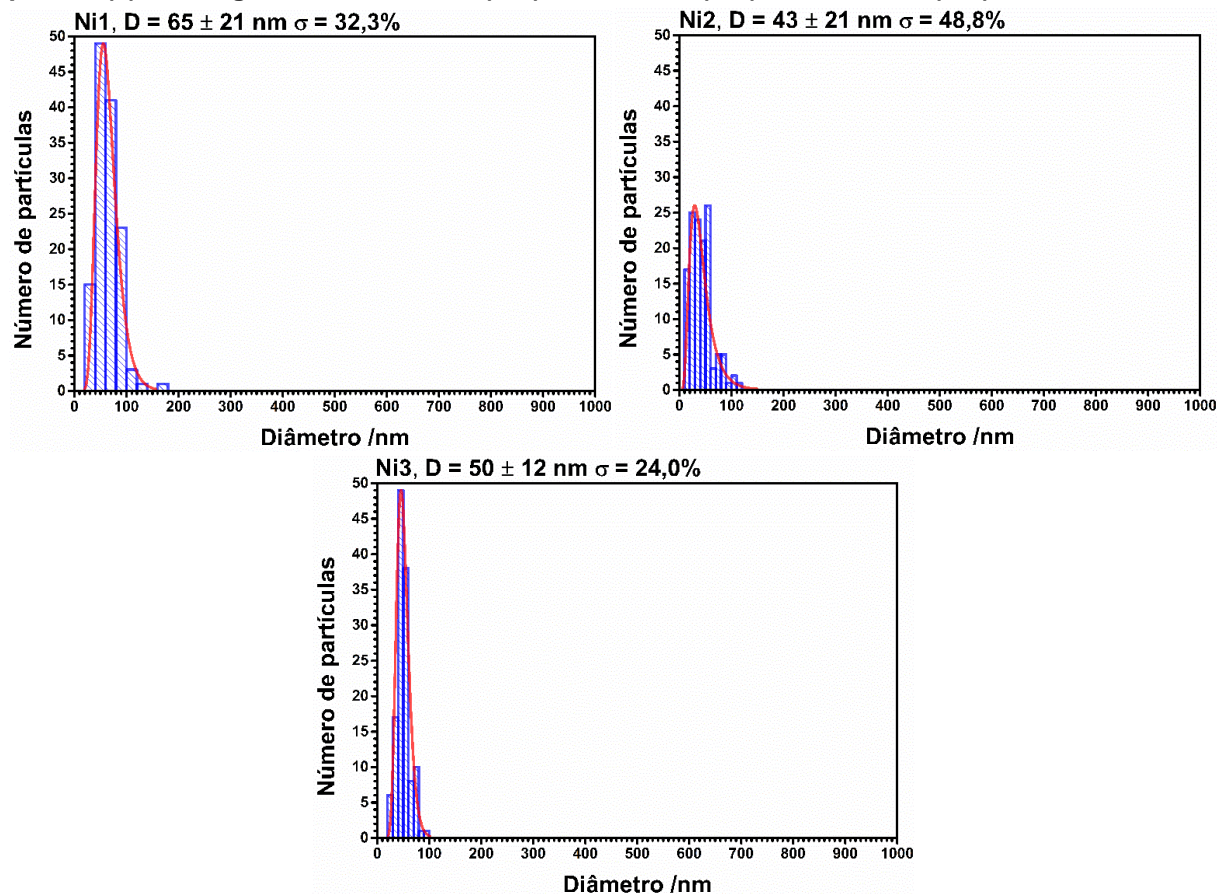 Ni1, D = 65 ± 21 nm σ = 32,3%
50
45
40
35
30
25
20
15
10
5
0
Número de partículas
0 100 200 300 400 500 600 700 800 900 1000
Diâmetro /nm
Ni2, D = 43 ± 21 nm σ = 48,8%
50
45
40
35
30
25
20
15
10
5
0
Número de partículas
0 100 200 300 400 500 600 700 800 900 1000
Diâmetro /nm
Ni3, D = 50 ± 12 nm σ = 24,0%
50
45
40
35
30
25
20
15
10
5
0
Número de partículas
0 100 200 300 400 500 600 700 800 900 1000
Diâmetro /nm